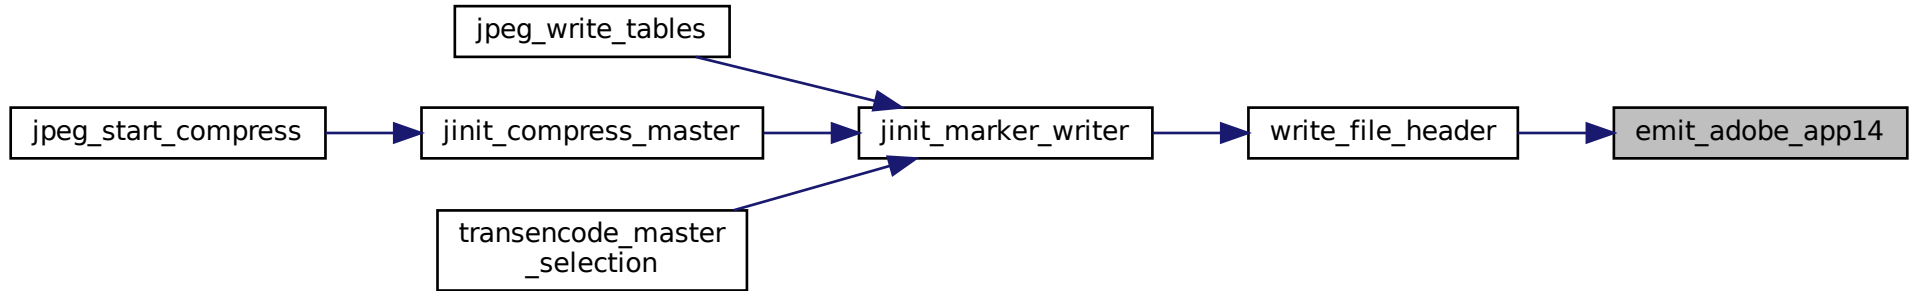 jpeg_write_tables
jpeg_start_compress
jinit_compress_master
jinit_marker_writer
write_file_header
emit_adobe_app14
transencode_master
_selection